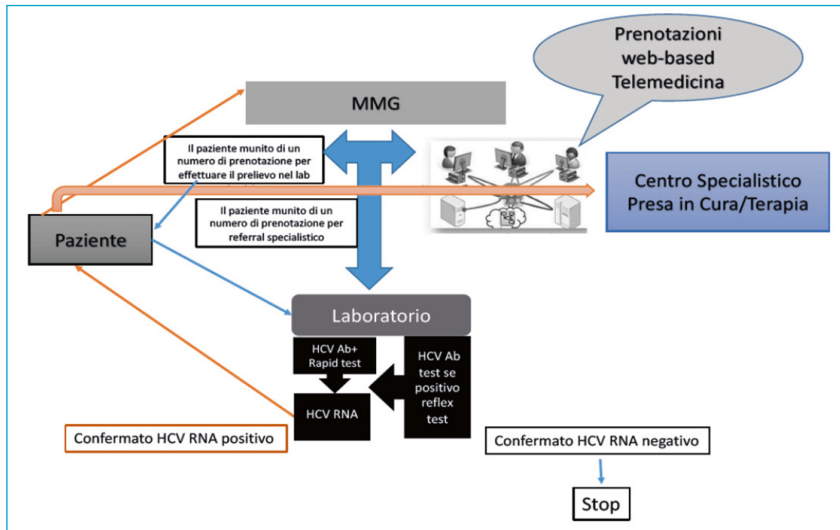 Prenotazioni
web-based
Telemedicina
MMG
Il paziente munito di un
numero di prenotazione per
effettuare il prelievo nel lab
Centro Specialistico
Presa in Cura/Terapia
Il paziente munito di un
numero di prenotazione per
referral specialistico
Paziente
Laboratorio
HCV Ab+
Rapid test
HCV Ab
test se
positivo
reflex
test
HCV RNA
Confermato HCV RNA positivo
Confermato HCV RNA negativo
Stop